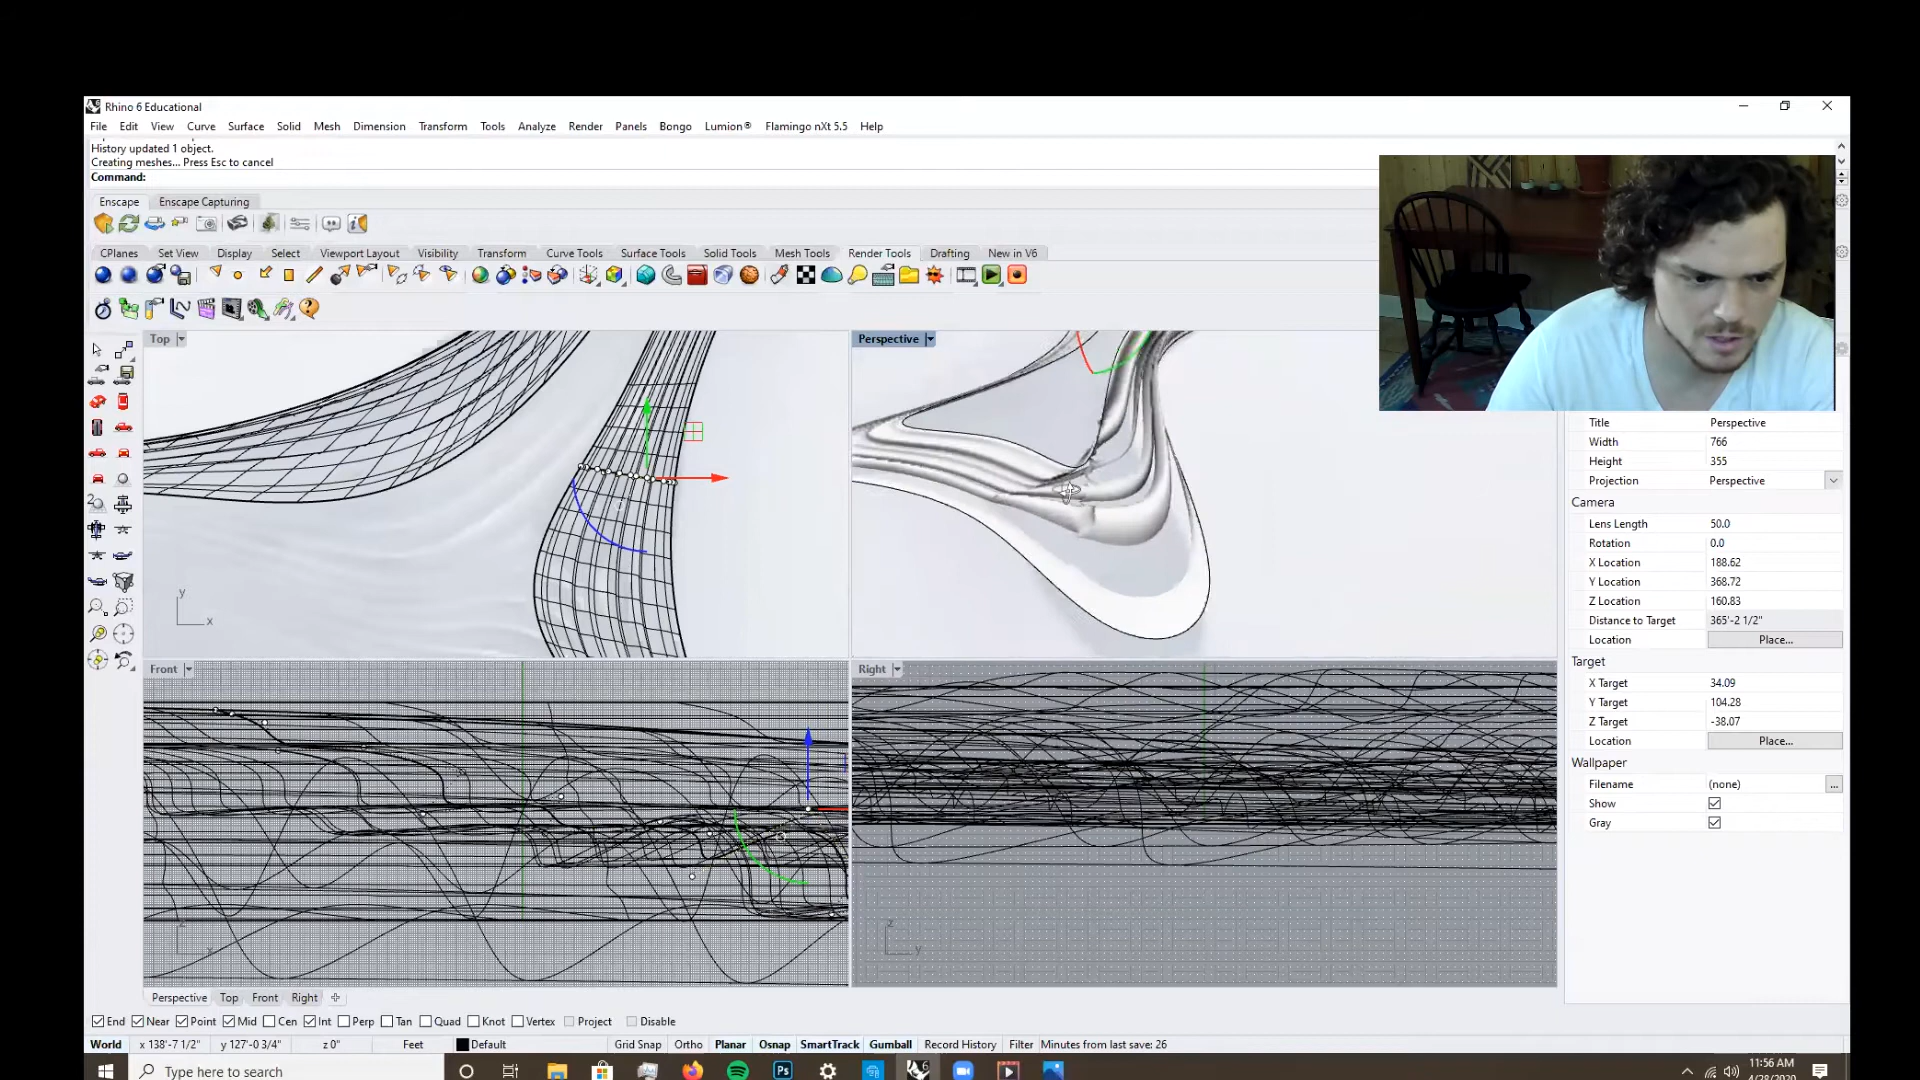 Rhino 6 Educational
File Edit View Curve Surface Solid Mesh Dimension Transform Tools Analyze Render Panels Bongo Lumion® Flamingo nXt 5.5 Help
History updated 1 object.
Creating meshes... Press Esc to cancel
Command:
Enscape Enscape Capturing
CPlanes Set View Display Select Viewport Layout Visibility Transform Curve Tools Surface Tools Solid Tools Mesh Tools Render Tools Drafting New in V6
Top
Perspective
y
x
Front
Right
z
x
z
y
Title Perspective
Width 766
Height 355
Projection Perspective
Camera
Lens Length 50.0
Rotation 0.0
X Location 188.62
Y Location 368.72
Z Location 160.83
Distance to Target 365'-2 1/2"
Location Place...
Target
X Target 34.09
Y Target 104.28
Z Target -38.07
Location Place...
Wallpaper
Filename (none) ...
Show
Gray
Perspective Top Front Right
End Near Point Mid Cen Int Perp Tan Quad Knot Vertex Project Disable
World x 138'-7 1/2" y 127'-0 3/4" z 0" Feet Default Grid Snap Ortho Planar Osnap SmartTrack Gumball Record History Filter Minutes from last save: 26
Type here to search
Ps
11:56 AM
4/28/2020